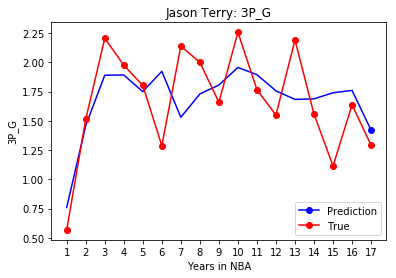 Jason Terry: 3P_G
2.25
2.00
1.75
1.50
1.25
1.00
0.75
0.50
3P_G
1 2 3 4 5 6 7 8 9 10 11 12 13 14 15 16 17
Years in NBA
Prediction
True